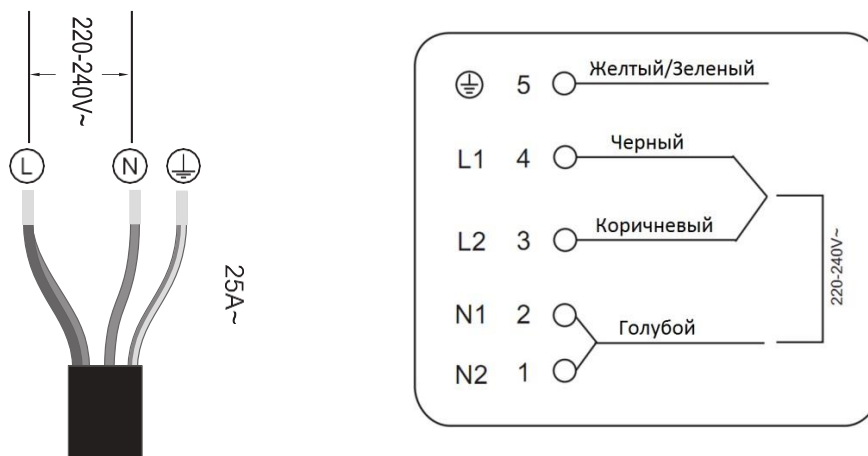 220-240V~
L
N
25A~
5 Желтый/Зеленый
L1 4 Черный
L2 3 Коричневый
N1 2
Голубой
N2 1
220-240V~